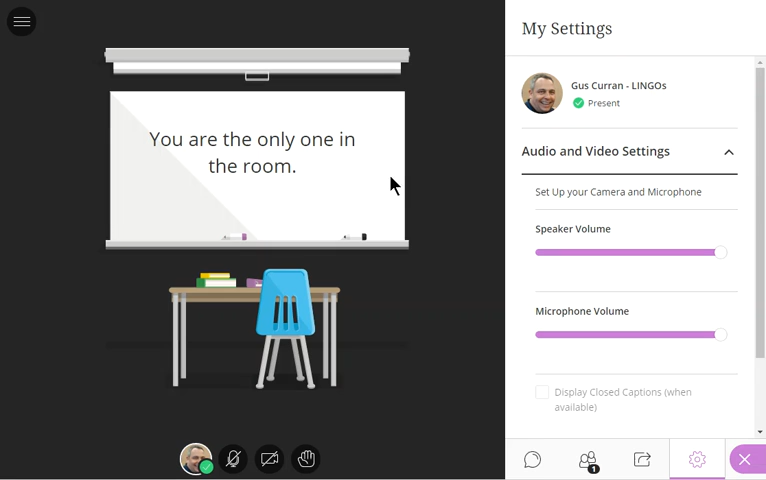 My Settings
Gus Curran - LINGOs
Present
Audio and Video Settings
Set Up your Camera and Microphone
Speaker Volume
Microphone Volume
Display Closed Captions (when
available)
You are the only one in
the room.
1